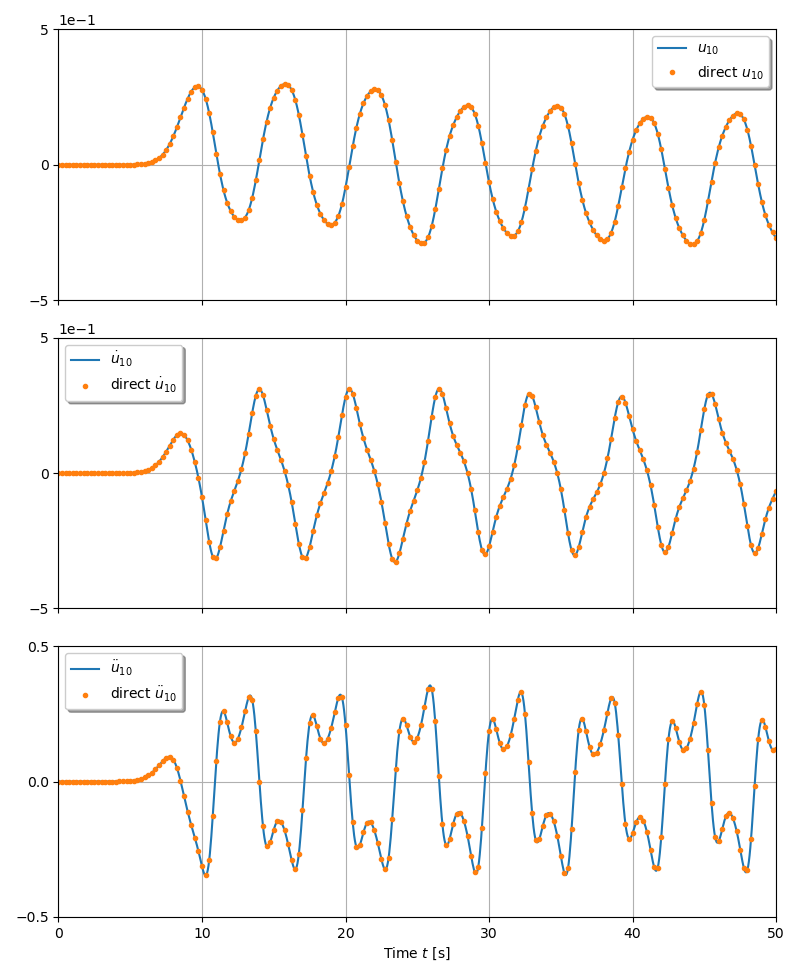 1e−1
5
0
−5
u₁₀
direct u₁₀
1e−1
5
0
−5
u̇₁₀
direct u̇₁₀
0.5
0.0
−0.5
ü₁₀
direct ü₁₀
0 10 20 30 40 50
Time t [s]